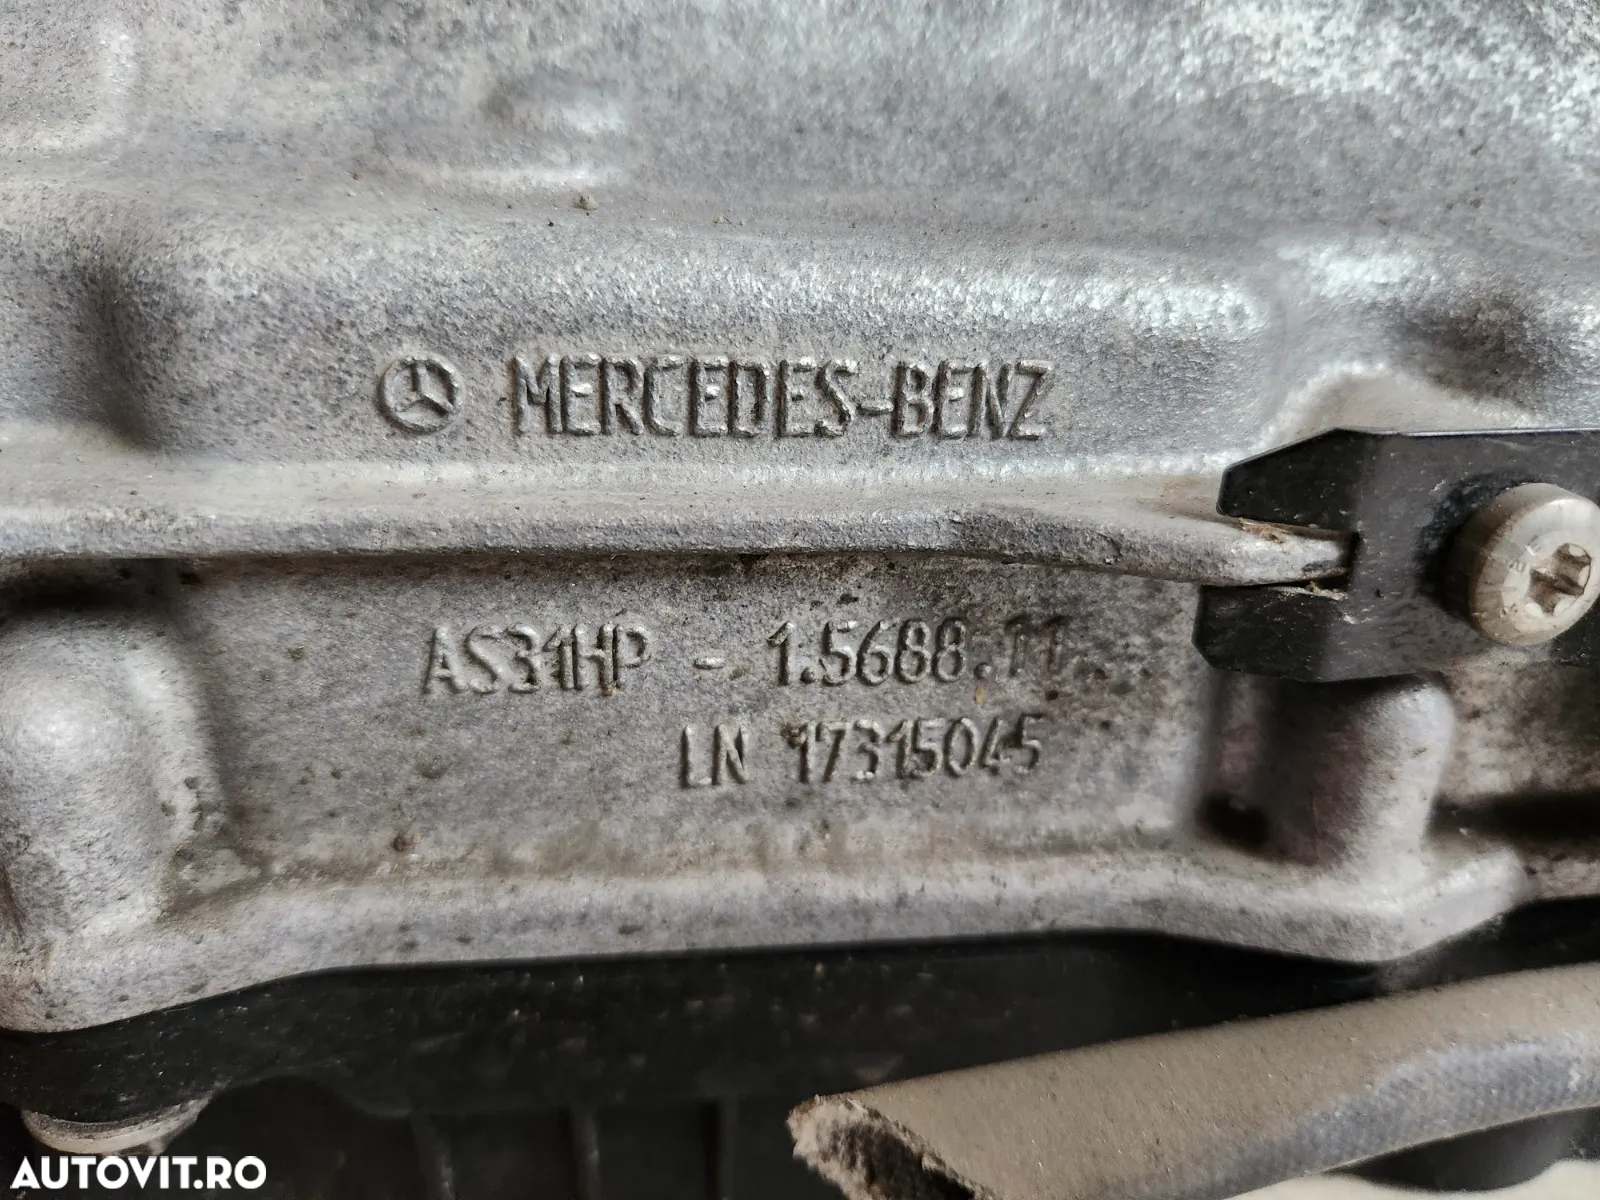 MERCEDES-BENZ
AS31HP - 1.5688.11...
LN 17315045
AUTOVIT.RO